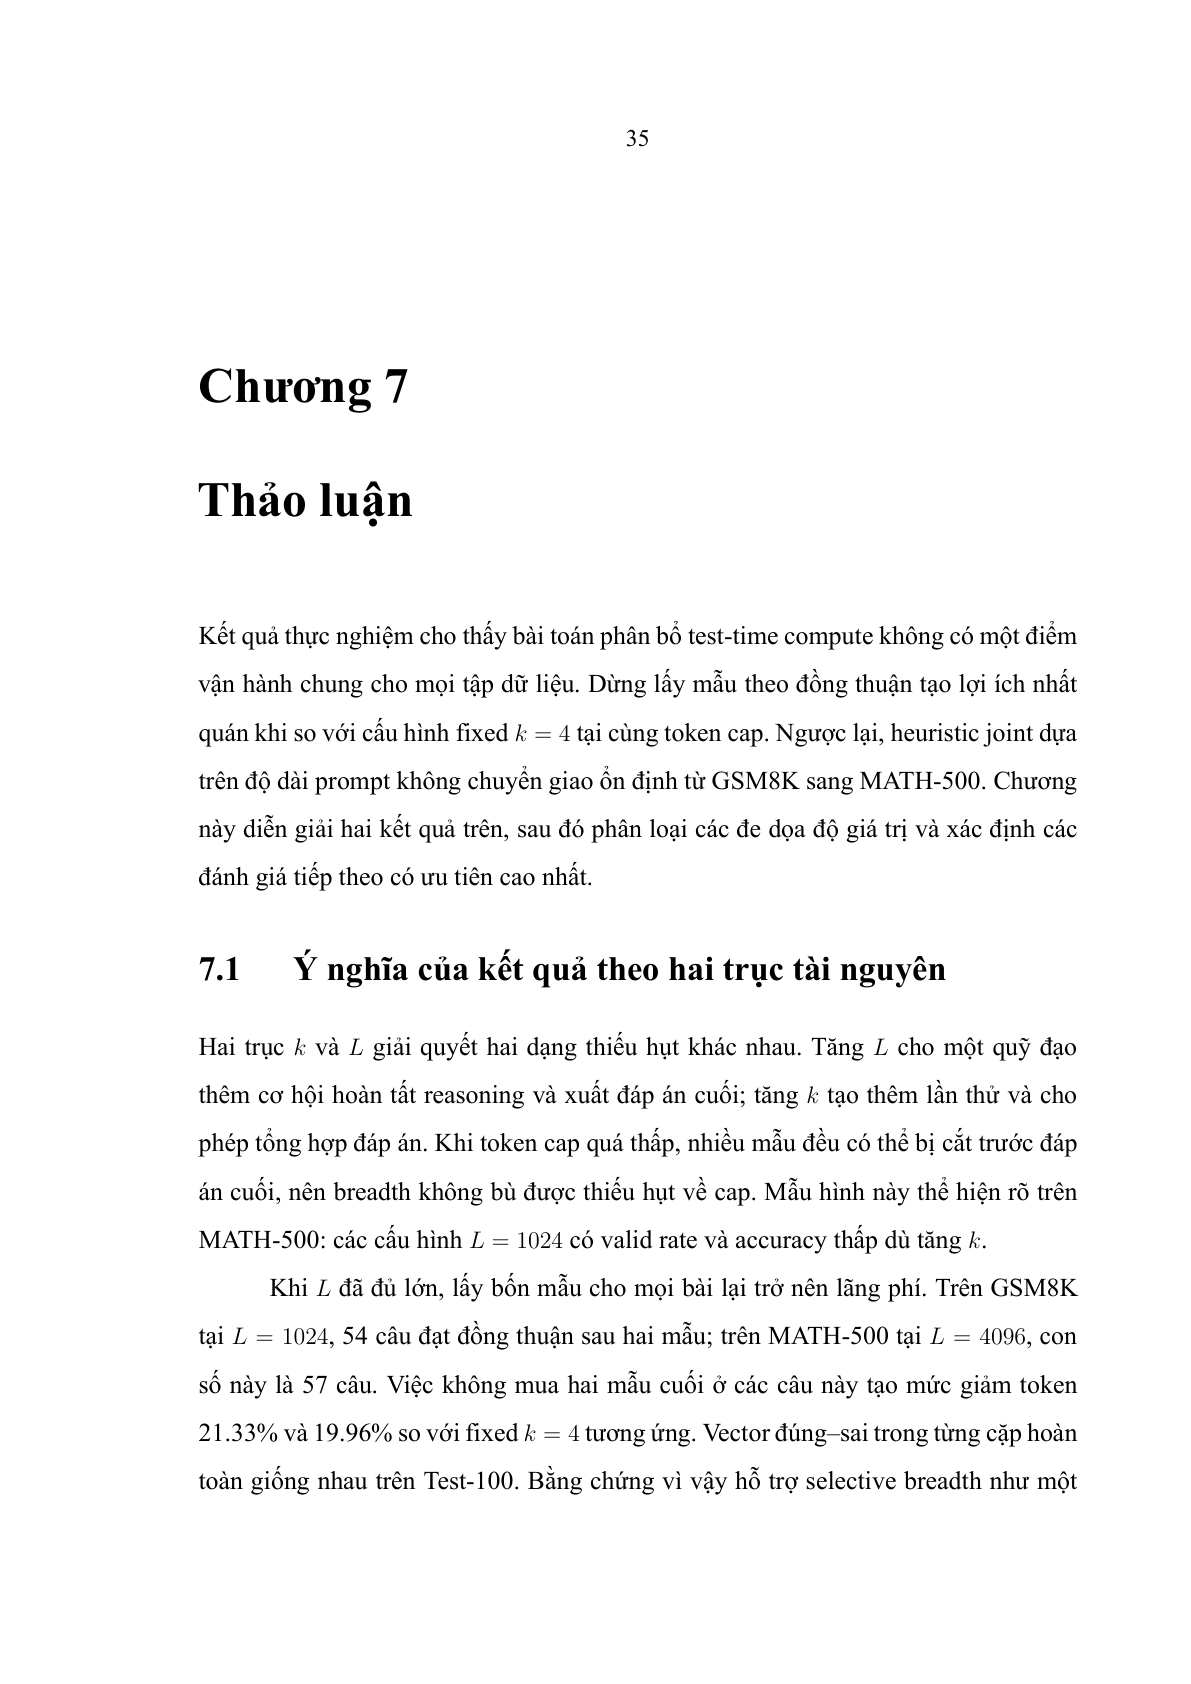 35
Chương 7
Thảo luận
Kết quả thực nghiệm cho thấy bài toán phân bổ test-time compute không có một điểm
vận hành chung cho mọi tập dữ liệu. Dừng lấy mẫu theo đồng thuận tạo lợi ích nhất
quán khi so với cấu hình fixed k = 4 tại cùng token cap. Ngược lại, heuristic joint dựa
trên độ dài prompt không chuyển giao ổn định từ GSM8K sang MATH-500. Chương
này diễn giải hai kết quả trên, sau đó phân loại các đe dọa độ giá trị và xác định các
đánh giá tiếp theo có ưu tiên cao nhất.
7.1 Ý nghĩa của kết quả theo hai trục tài nguyên
Hai trục k và L giải quyết hai dạng thiếu hụt khác nhau. Tăng L cho một quỹ đạo
thêm cơ hội hoàn tất reasoning và xuất đáp án cuối; tăng k tạo thêm lần thử và cho
phép tổng hợp đáp án. Khi token cap quá thấp, nhiều mẫu đều có thể bị cắt trước đáp
án cuối, nên breadth không bù được thiếu hụt về cap. Mẫu hình này thể hiện rõ trên
MATH-500: các cấu hình L = 1024 có valid rate và accuracy thấp dù tăng k.
Khi L đã đủ lớn, lấy bốn mẫu cho mọi bài lại trở nên lãng phí. Trên GSM8K
tại L = 1024, 54 câu đạt đồng thuận sau hai mẫu; trên MATH-500 tại L = 4096, con
số này là 57 câu. Việc không mua hai mẫu cuối ở các câu này tạo mức giảm token
21.33% và 19.96% so với fixed k = 4 tương ứng. Vector đúng–sai trong từng cặp hoàn
toàn giống nhau trên Test-100. Bằng chứng vì vậy hỗ trợ selective breadth như một